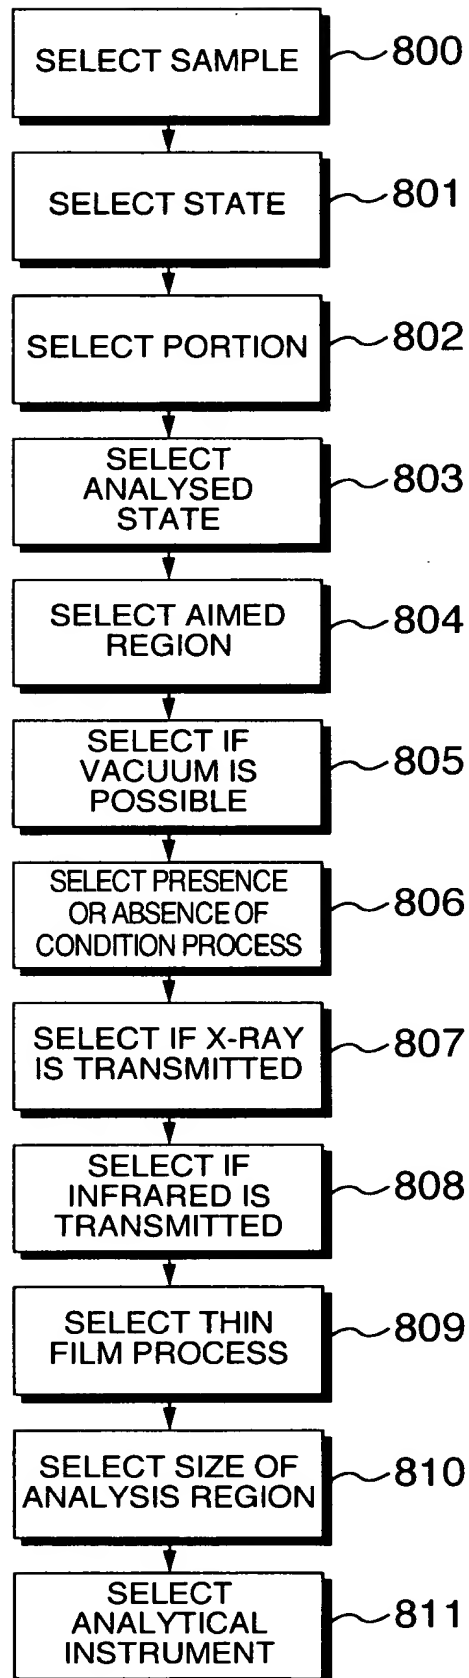 SELECT SAMPLE
800
SELECT STATE
801
SELECT PORTION
802
SELECT
ANALYSED
STATE
803
SELECT AIMED
REGION
804
SELECT IF
VACUUM IS
POSSIBLE
805
SELECT PRESENCE
OR ABSENCE OF
CONDITION PROCESS
806
SELECT IF X-RAY
IS TRANSMITTED
807
SELECT IF
INFRARED IS
TRANSMITTED
808
SELECT THIN
FILM PROCESS
809
SELECT SIZE OF
ANALYSIS REGION
810
SELECT
ANALYTICAL
INSTRUMENT
811